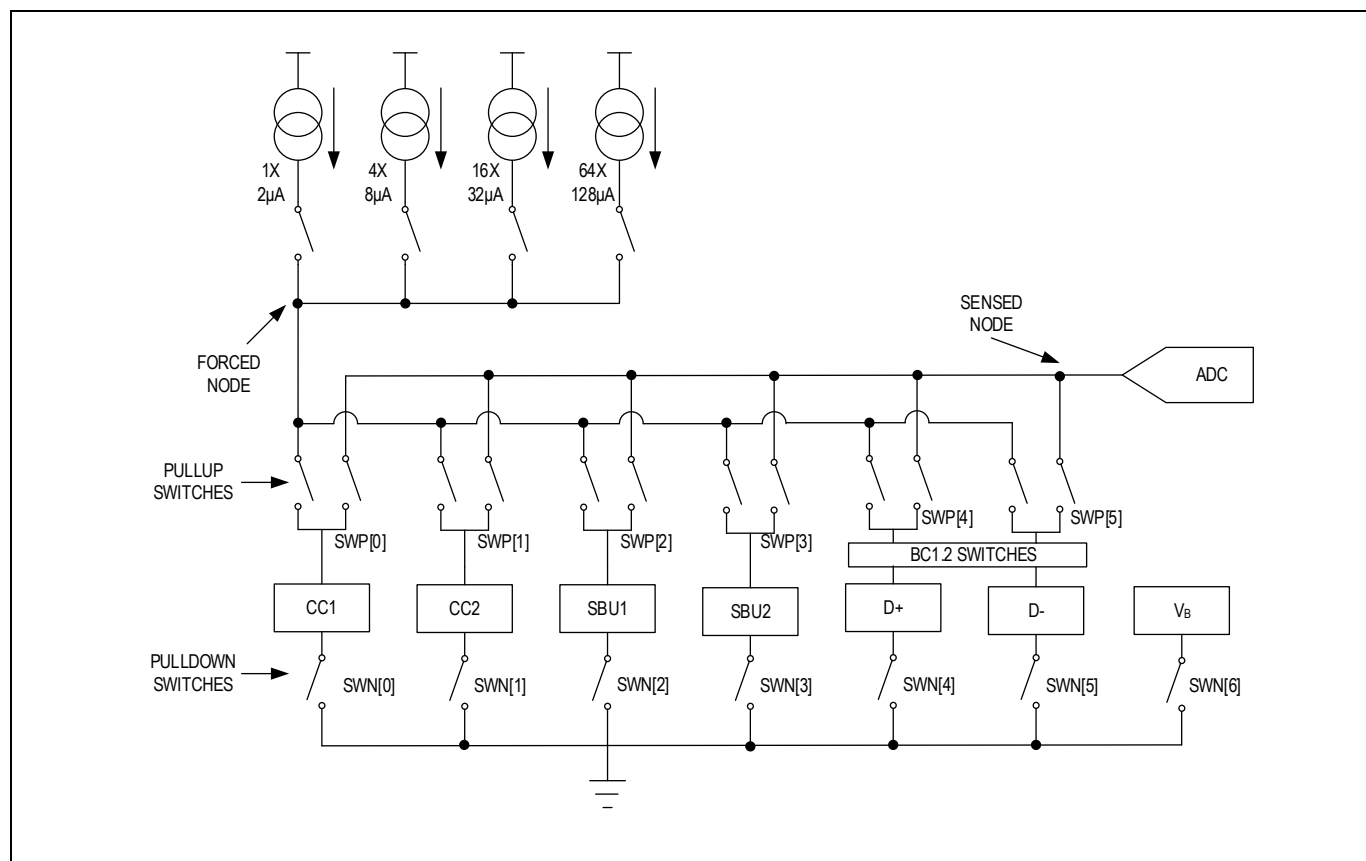 1X
2µA
4X
8µA
16X
32µA
64X
128µA
SENSED
NODE
FORCED
NODE
ADC
PULLUP
SWITCHES
SWP[0]
SWP[1]
SWP[2]
SWP[3]
SWP[4]
SWP[5]
BC1.2 SWITCHES
CC1
CC2
SBU1
SBU2
D+
D-
VB
PULLDOWN
SWITCHES
SWN[0]
SWN[1]
SWN[2]
SWN[3]
SWN[4]
SWN[5]
SWN[6]